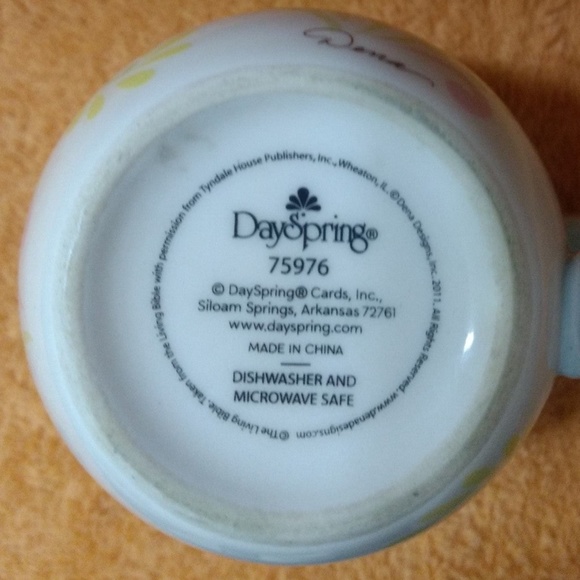 Dena
DaySpring®
75976
© DaySpring® Cards, Inc.,
Siloam Springs, Arkansas 72761
www.dayspring.com
MADE IN CHINA
DISHWASHER AND
MICROWAVE SAFE
©The Living Bible. Taken from the Living Bible with permission from Tyndale House Publishers, Inc., Wheaton, IL. ©Dena Designs, Inc. 2011. All Rights Reserved. www.denadesigns.com